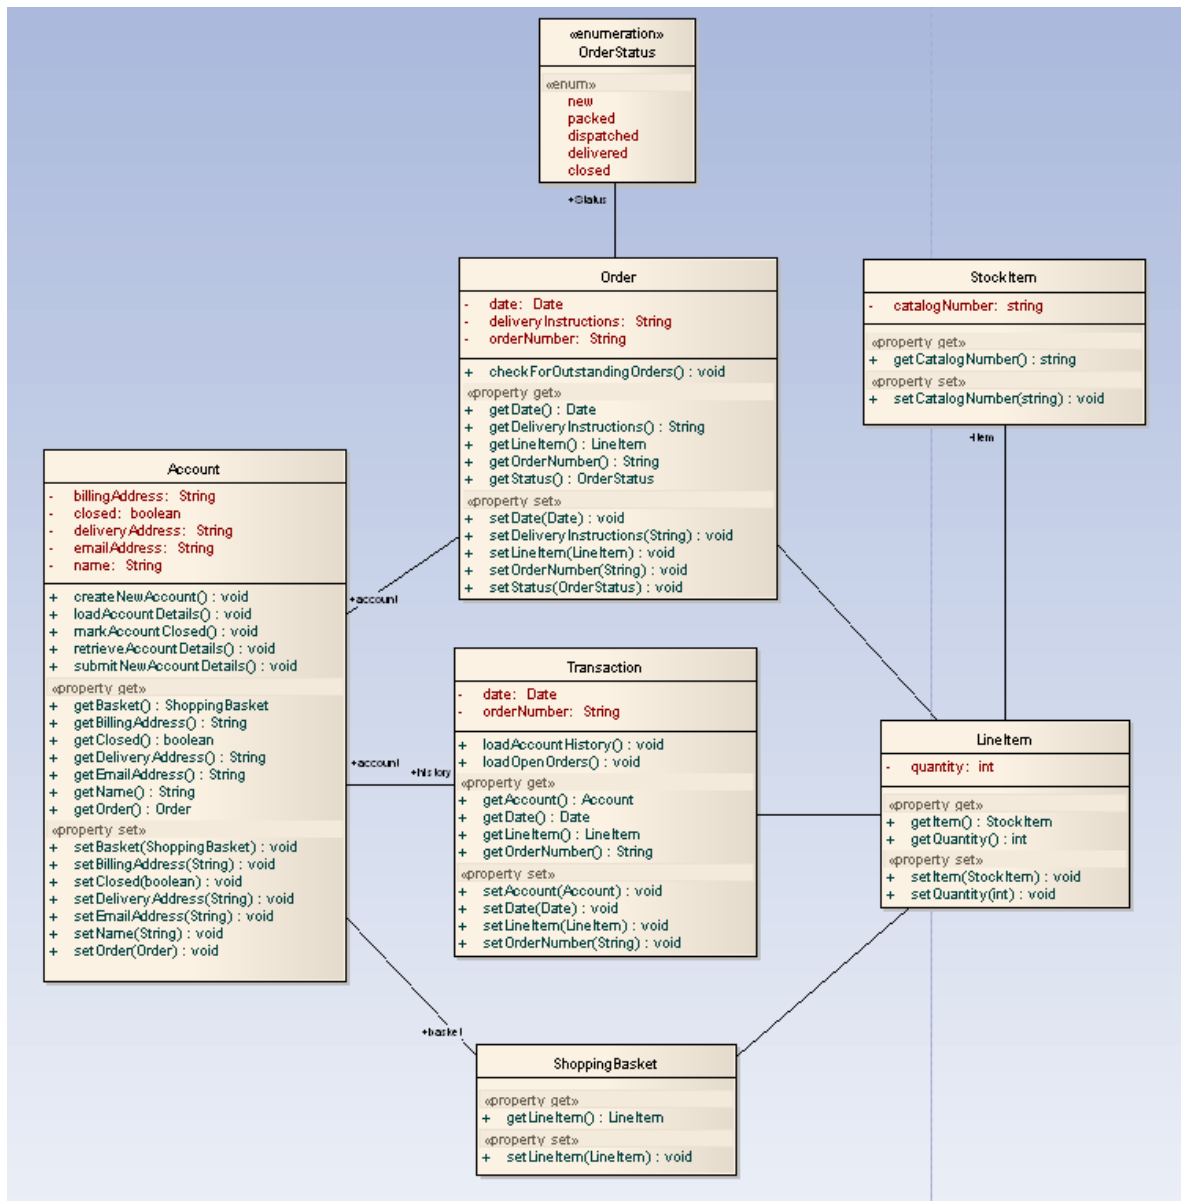 «enumeration»
OrderStatus
«enum»
new
packed
dispatched
delivered
closed
+Status
Order
- date: Date
- deliveryInstructions: String
- orderNumber: String
+ checkForOutstandingOrders() : void
«property get»
+ getDate() : Date
+ getDeliveryInstructions() : String
+ getLineItem() : LineItem
+ getOrderNumber() : String
+ getStatus() : OrderStatus
«property set»
+ setDate(Date) : void
+ setDeliveryInstructions(String) : void
+ setLineItem(LineItem) : void
+ setOrderNumber(String) : void
+ setStatus(OrderStatus) : void
StockItem
- catalogNumber: string
«property get»
+ getCatalogNumber() : string
«property set»
+ setCatalogNumber(string) : void
+item
Account
- billingAddress: String
- closed: boolean
- deliveryAddress: String
- emailAddress: String
- name: String
+ createNewAccount() : void
+ loadAccountDetails() : void
+ markAccountClosed() : void
+ retrieveAccountDetails() : void
+ submitNewAccountDetails() : void
«property get»
+ getBasket() : ShoppingBasket
+ getBillingAddress() : String
+ getClosed() : boolean
+ getDeliveryAddress() : String
+ getEmailAddress() : String
+ getName() : String
+ getOrder() : Order
«property set»
+ setBasket(ShoppingBasket) : void
+ setBillingAddress(String) : void
+ setClosed(boolean) : void
+ setDeliveryAddress(String) : void
+ setEmailAddress(String) : void
+ setName(String) : void
+ setOrder(Order) : void
+account
+account
+history
Transaction
- date: Date
- orderNumber: String
+ loadAccountHistory() : void
+ loadOpenOrders() : void
«property get»
+ getAccount() : Account
+ getDate() : Date
+ getLineItem() : LineItem
+ getOrderNumber() : String
«property set»
+ setAccount(Account) : void
+ setDate(Date) : void
+ setLineItem(LineItem) : void
+ setOrderNumber(String) : void
LineItem
- quantity: int
«property get»
+ getItem() : StockItem
+ getQuantity() : int
«property set»
+ setItem(StockItem) : void
+ setQuantity(int) : void
+basket
ShoppingBasket
«property get»
+ getLineItem() : LineItem
«property set»
+ setLineItem(LineItem) : void